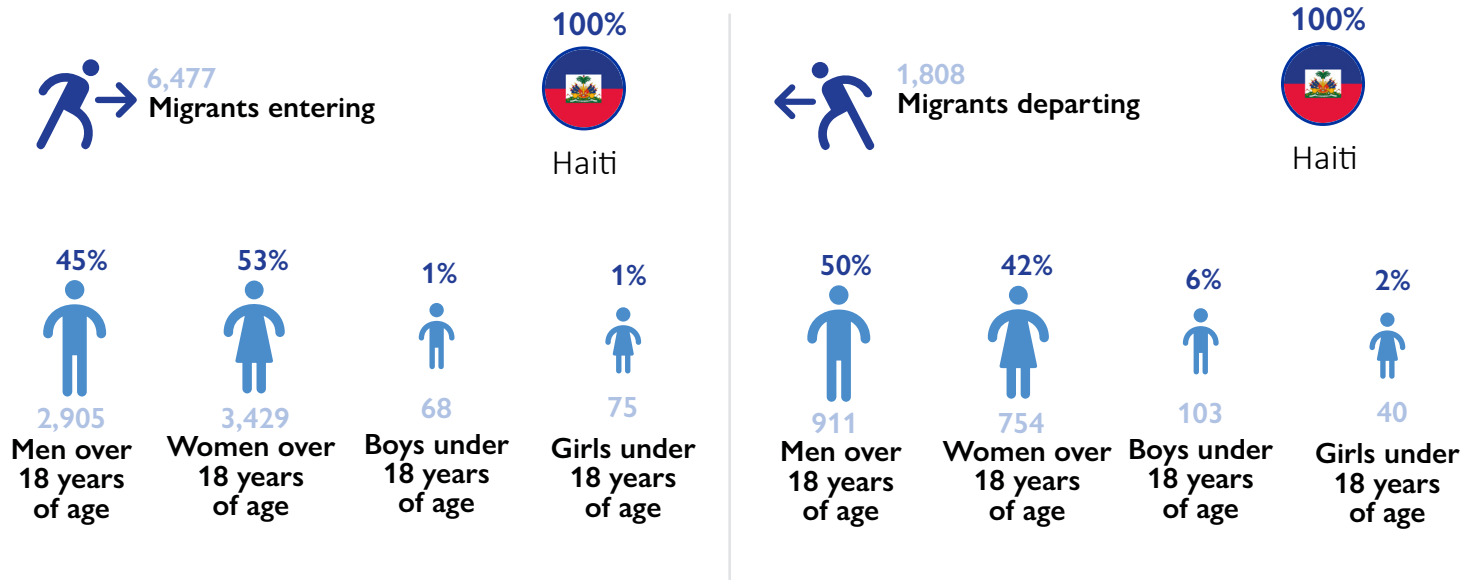 100%
6,477
Migrants entering
Haiti
45%
53%
1%
1%
2,905
3,429
68
75
Men over
18 years
of age
Women over
18 years
of age
Boys under
18 years
of age
Girls under
18 years
of age
100%
1,808
Migrants departing
Haiti
50%
42%
6%
2%
911
754
103
40
Men over
18 years
of age
Women over
18 years
of age
Boys under
18 years
of age
Girls under
18 years
of age